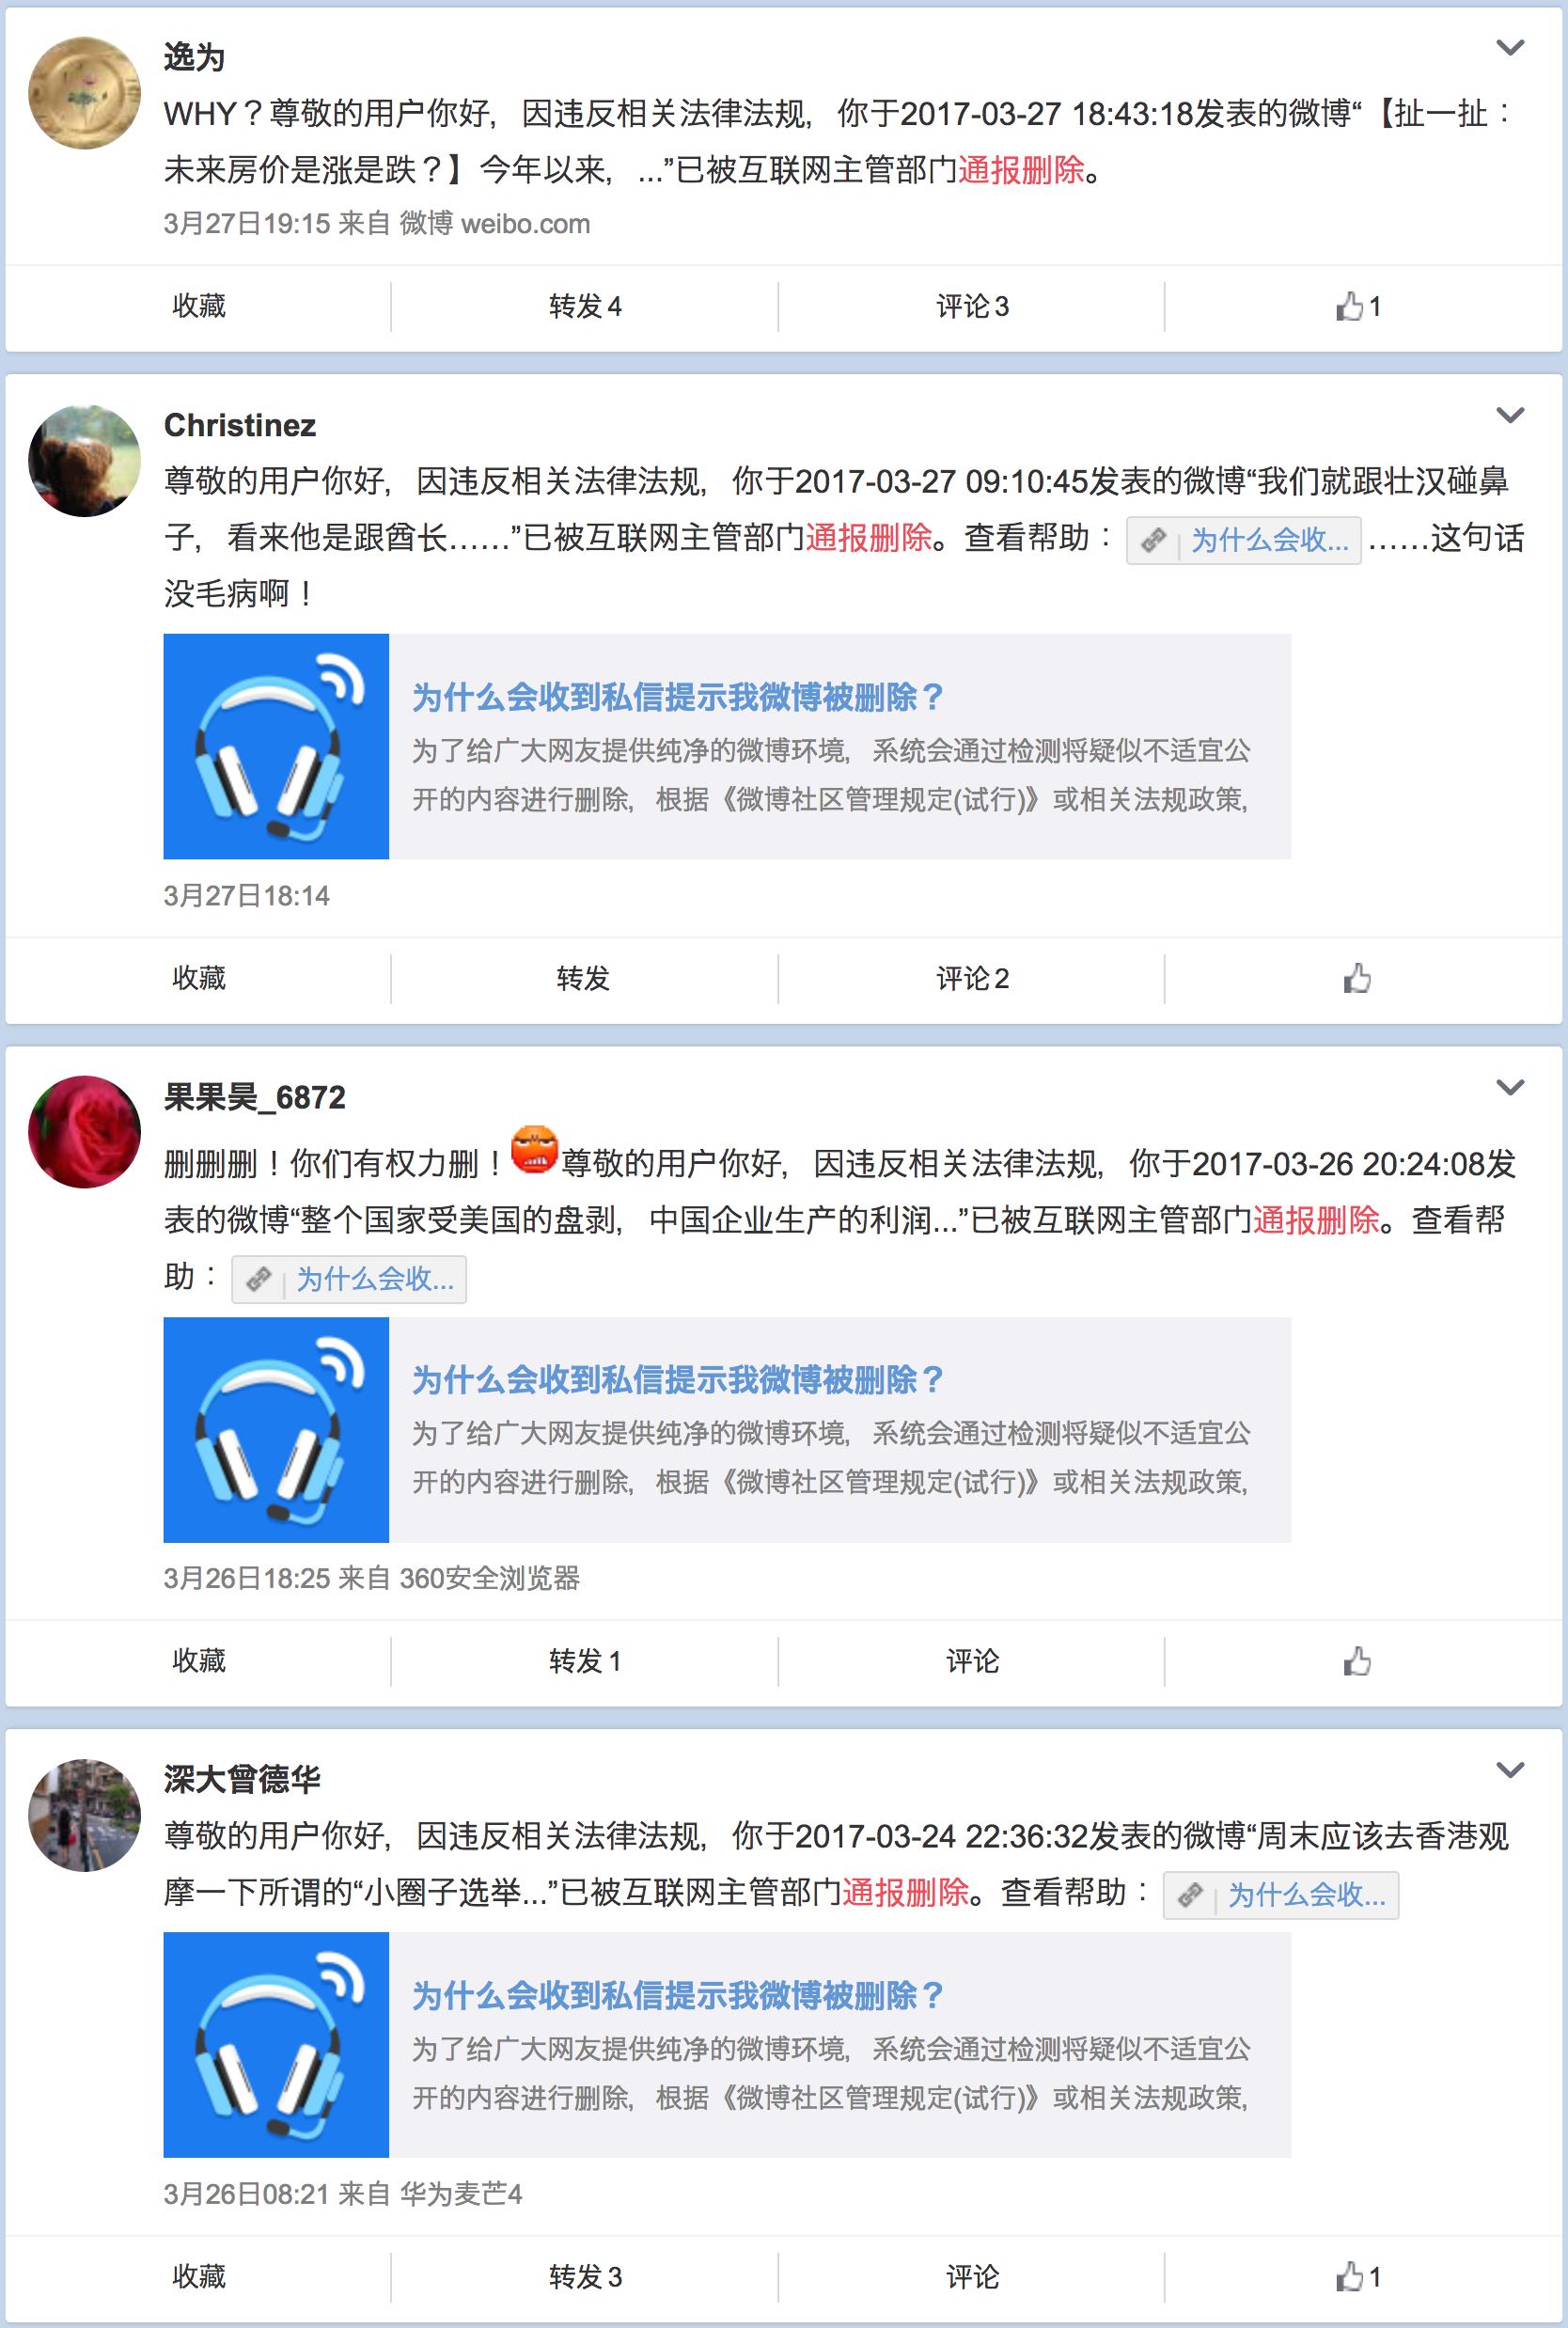 逸为
WHY？尊敬的用户你好，因违反相关法律法规，你于2017-03-27 18:43:18发表的微博“【扯一扯：
未来房价是涨是跌？】今年以来，...”已被互联网主管部门通报删除。
3月27日19:15 来自 微博 weibo.com
收藏 转发 4 评论 3 1
Christinez
尊敬的用户你好，因违反相关法律法规，你于2017-03-27 09:10:45发表的微博“我们就跟壮汉碰鼻
子，看来他是跟酋长……”已被互联网主管部门通报删除。查看帮助： 为什么会收... ……这句话
没毛病啊！
为什么会收到私信提示我微博被删除？
为了给广大网友提供纯净的微博环境，系统会通过检测将疑似不适宜公
开的内容进行删除，根据《微博社区管理规定(试行)》或相关法规政策，
3月27日18:14
收藏 转发 评论 2
果果昊_6872
删删删！你们有权力删！尊敬的用户你好，因违反相关法律法规，你于2017-03-26 20:24:08发
表的微博“整个国家受美国的盘剥，中国企业生产的利润...”已被互联网主管部门通报删除。查看帮
助： 为什么会收...
为什么会收到私信提示我微博被删除？
为了给广大网友提供纯净的微博环境，系统会通过检测将疑似不适宜公
开的内容进行删除，根据《微博社区管理规定(试行)》或相关法规政策，
3月26日18:25 来自 360安全浏览器
收藏 转发 1 评论
深大曾德华
尊敬的用户你好，因违反相关法律法规，你于2017-03-24 22:36:32发表的微博“周末应该去香港观
摩一下所谓的“小圈子选举...”已被互联网主管部门通报删除。查看帮助： 为什么会收...
为什么会收到私信提示我微博被删除？
为了给广大网友提供纯净的微博环境，系统会通过检测将疑似不适宜公
开的内容进行删除，根据《微博社区管理规定(试行)》或相关法规政策，
3月26日08:21 来自 华为麦芒4
收藏 转发 3 评论 1